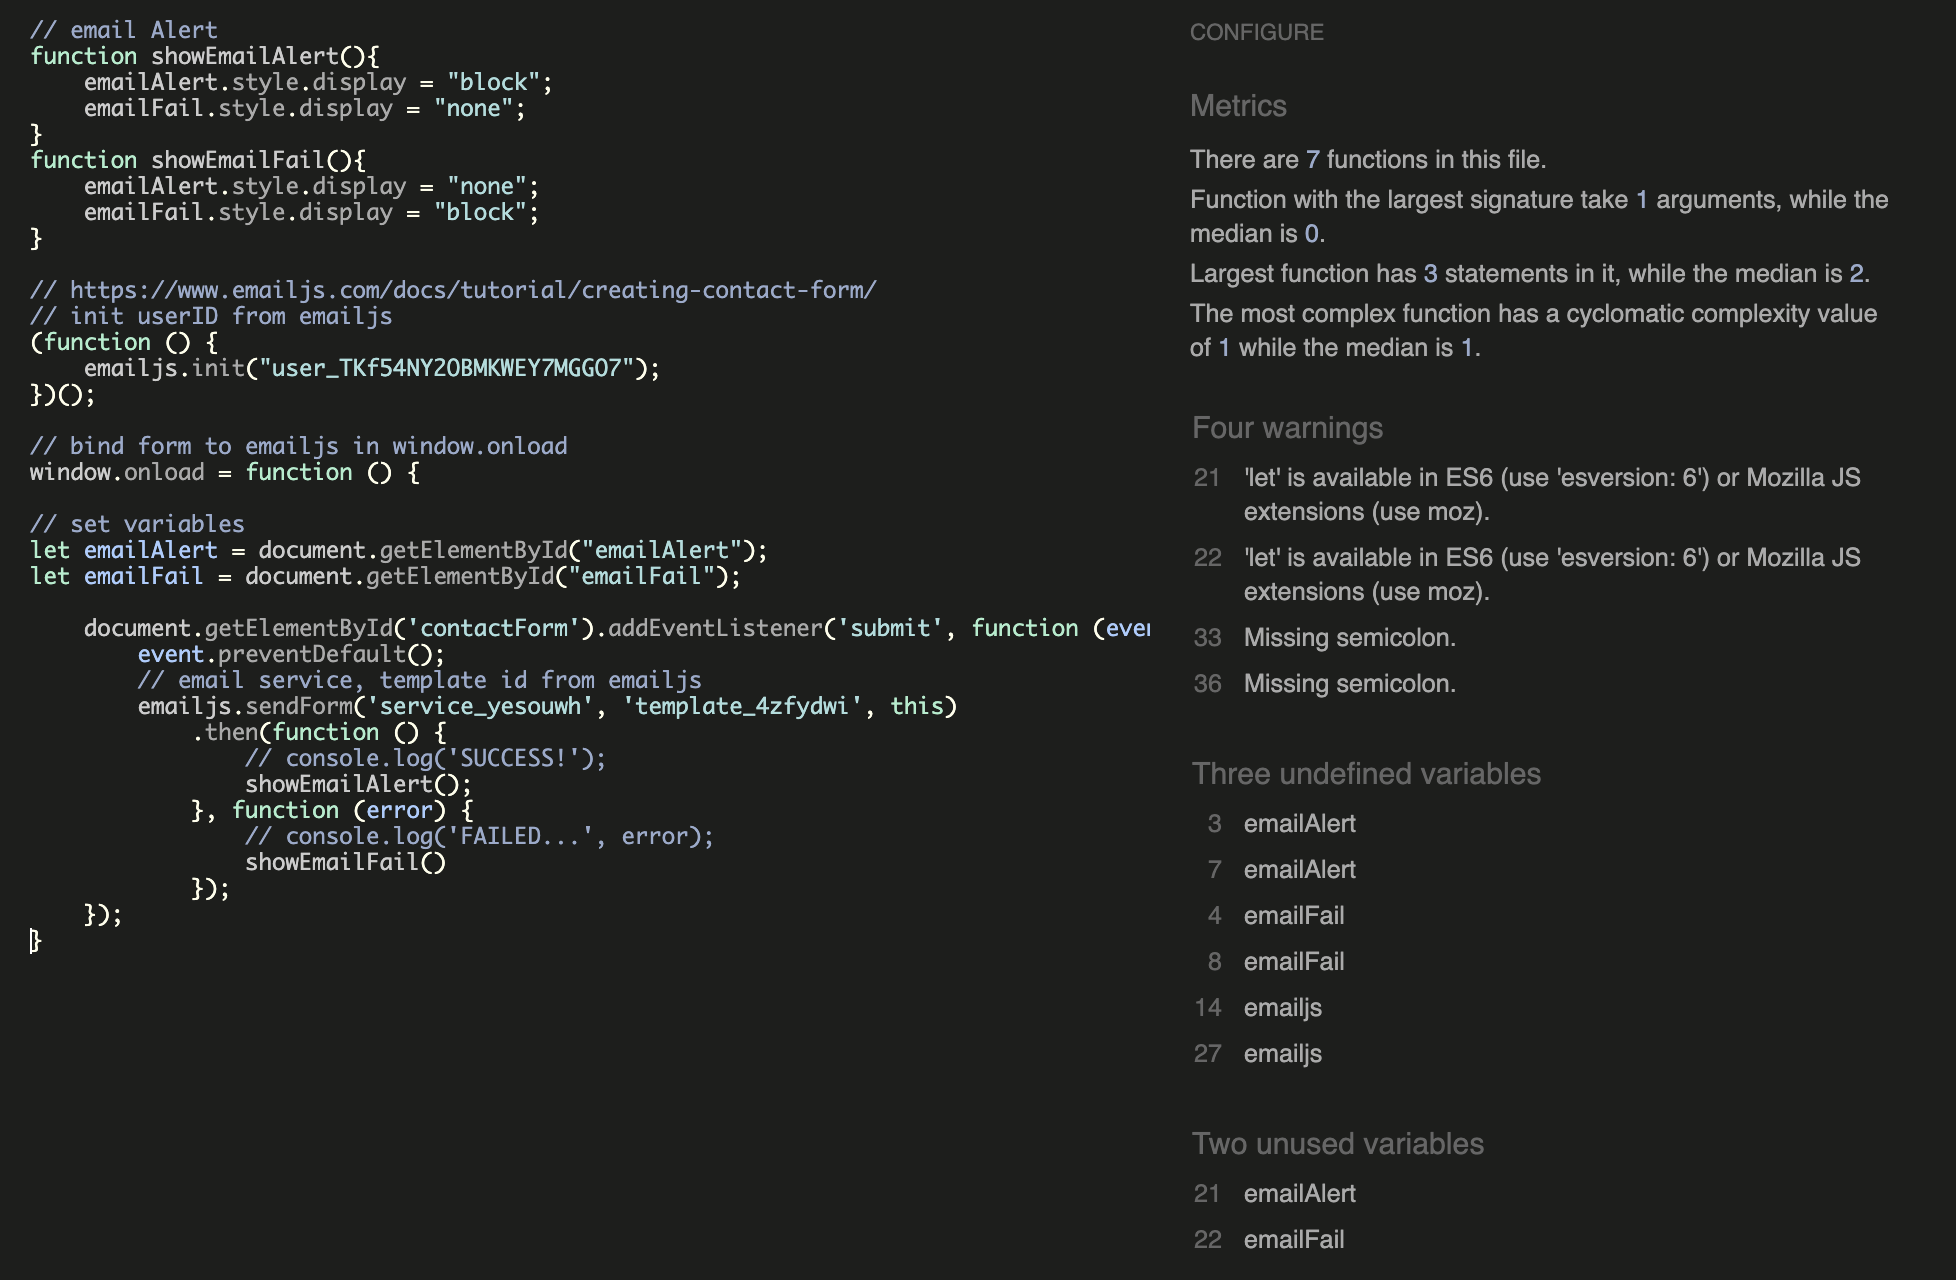 // email Alert
function showEmailAlert(){
    emailAlert.style.display = "block";
    emailFail.style.display = "none";
}
function showEmailFail(){
    emailAlert.style.display = "none";
    emailFail.style.display = "block";
}
// https://www.emailjs.com/docs/tutorial/creating-contact-form/
// init userID from emailjs
(function () {
    emailjs.init("user_TKf54NY2OBMKWEY7MGGO7");
})();
// bind form to emailjs in window.onload
window.onload = function () {
// set variables
let emailAlert = document.getElementById("emailAlert");
let emailFail = document.getElementById("emailFail");
    document.getElementById('contactForm').addEventListener('submit', function (ever
        event.preventDefault();
        // email service, template id from emailjs
        emailjs.sendForm('service_yesouwh', 'template_4zfydwi', this)
            .then(function () {
                // console.log('SUCCESS!');
                showEmailAlert();
            }, function (error) {
                // console.log('FAILED...', error);
                showEmailFail()
            });
    });
}
CONFIGURE
Metrics
There are 7 functions in this file.
Function with the largest signature take 1 arguments, while the
median is 0.
Largest function has 3 statements in it, while the median is 2.
The most complex function has a cyclomatic complexity value
of 1 while the median is 1.
Four warnings
21 'let' is available in ES6 (use 'esversion: 6') or Mozilla JS
extensions (use moz).
22 'let' is available in ES6 (use 'esversion: 6') or Mozilla JS
extensions (use moz).
33 Missing semicolon.
36 Missing semicolon.
Three undefined variables
3 emailAlert
7 emailAlert
4 emailFail
8 emailFail
14 emailjs
27 emailjs
Two unused variables
21 emailAlert
22 emailFail